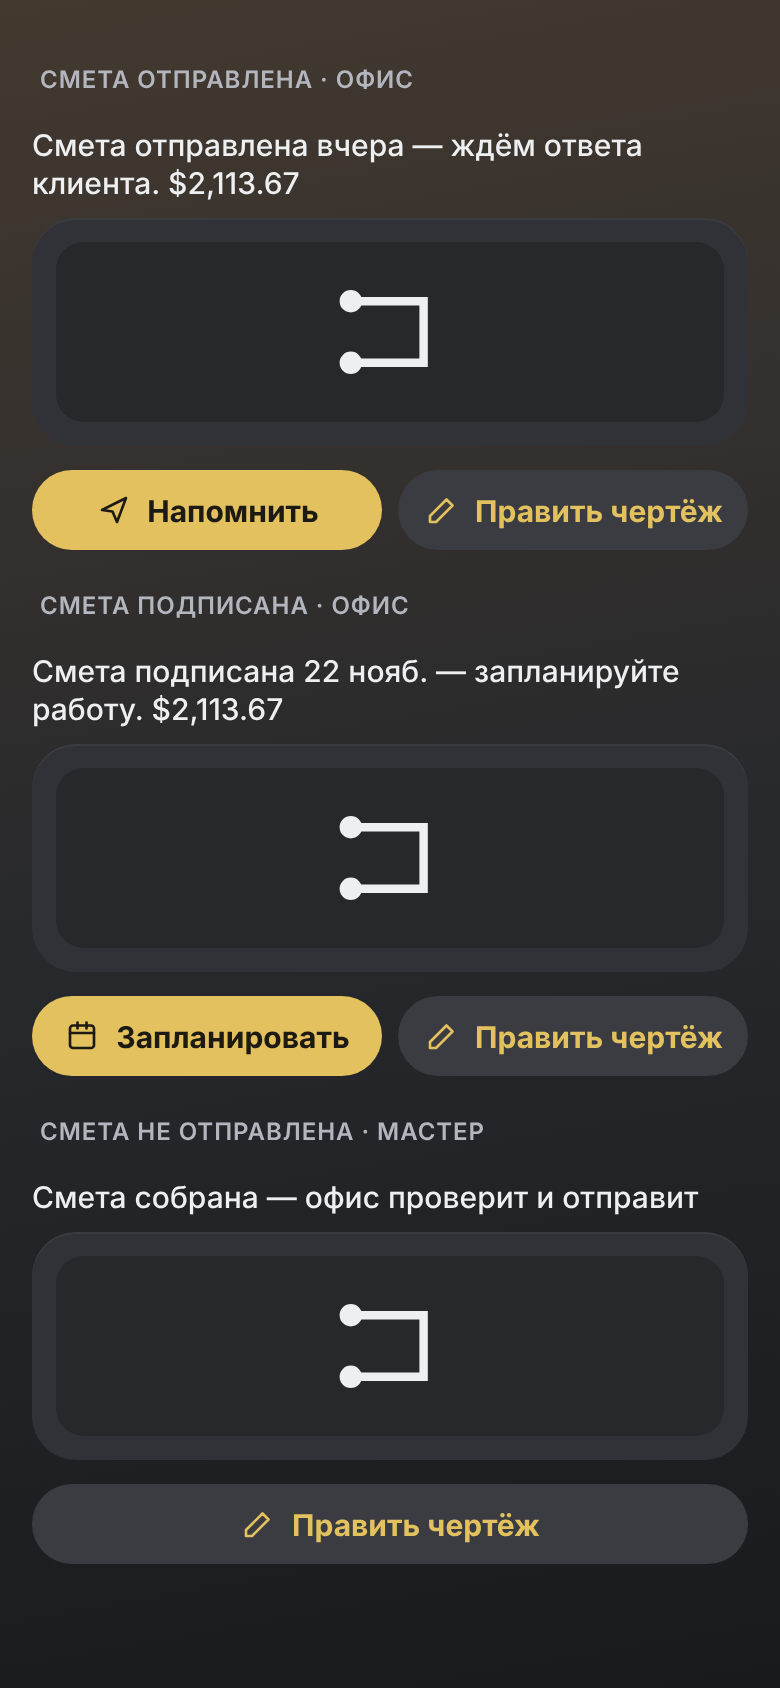 СМЕТА ОТПРАВЛЕНА · ОФИС
Смета отправлена вчера — ждём ответа
клиента. $2,113.67
Напомнить
Править чертёж
СМЕТА ПОДПИСАНА · ОФИС
Смета подписана 22 нояб. — запланируйте
работу. $2,113.67
Запланировать
Править чертёж
СМЕТА НЕ ОТПРАВЛЕНА · МАСТЕР
Смета собрана — офис проверит и отправит
Править чертёж